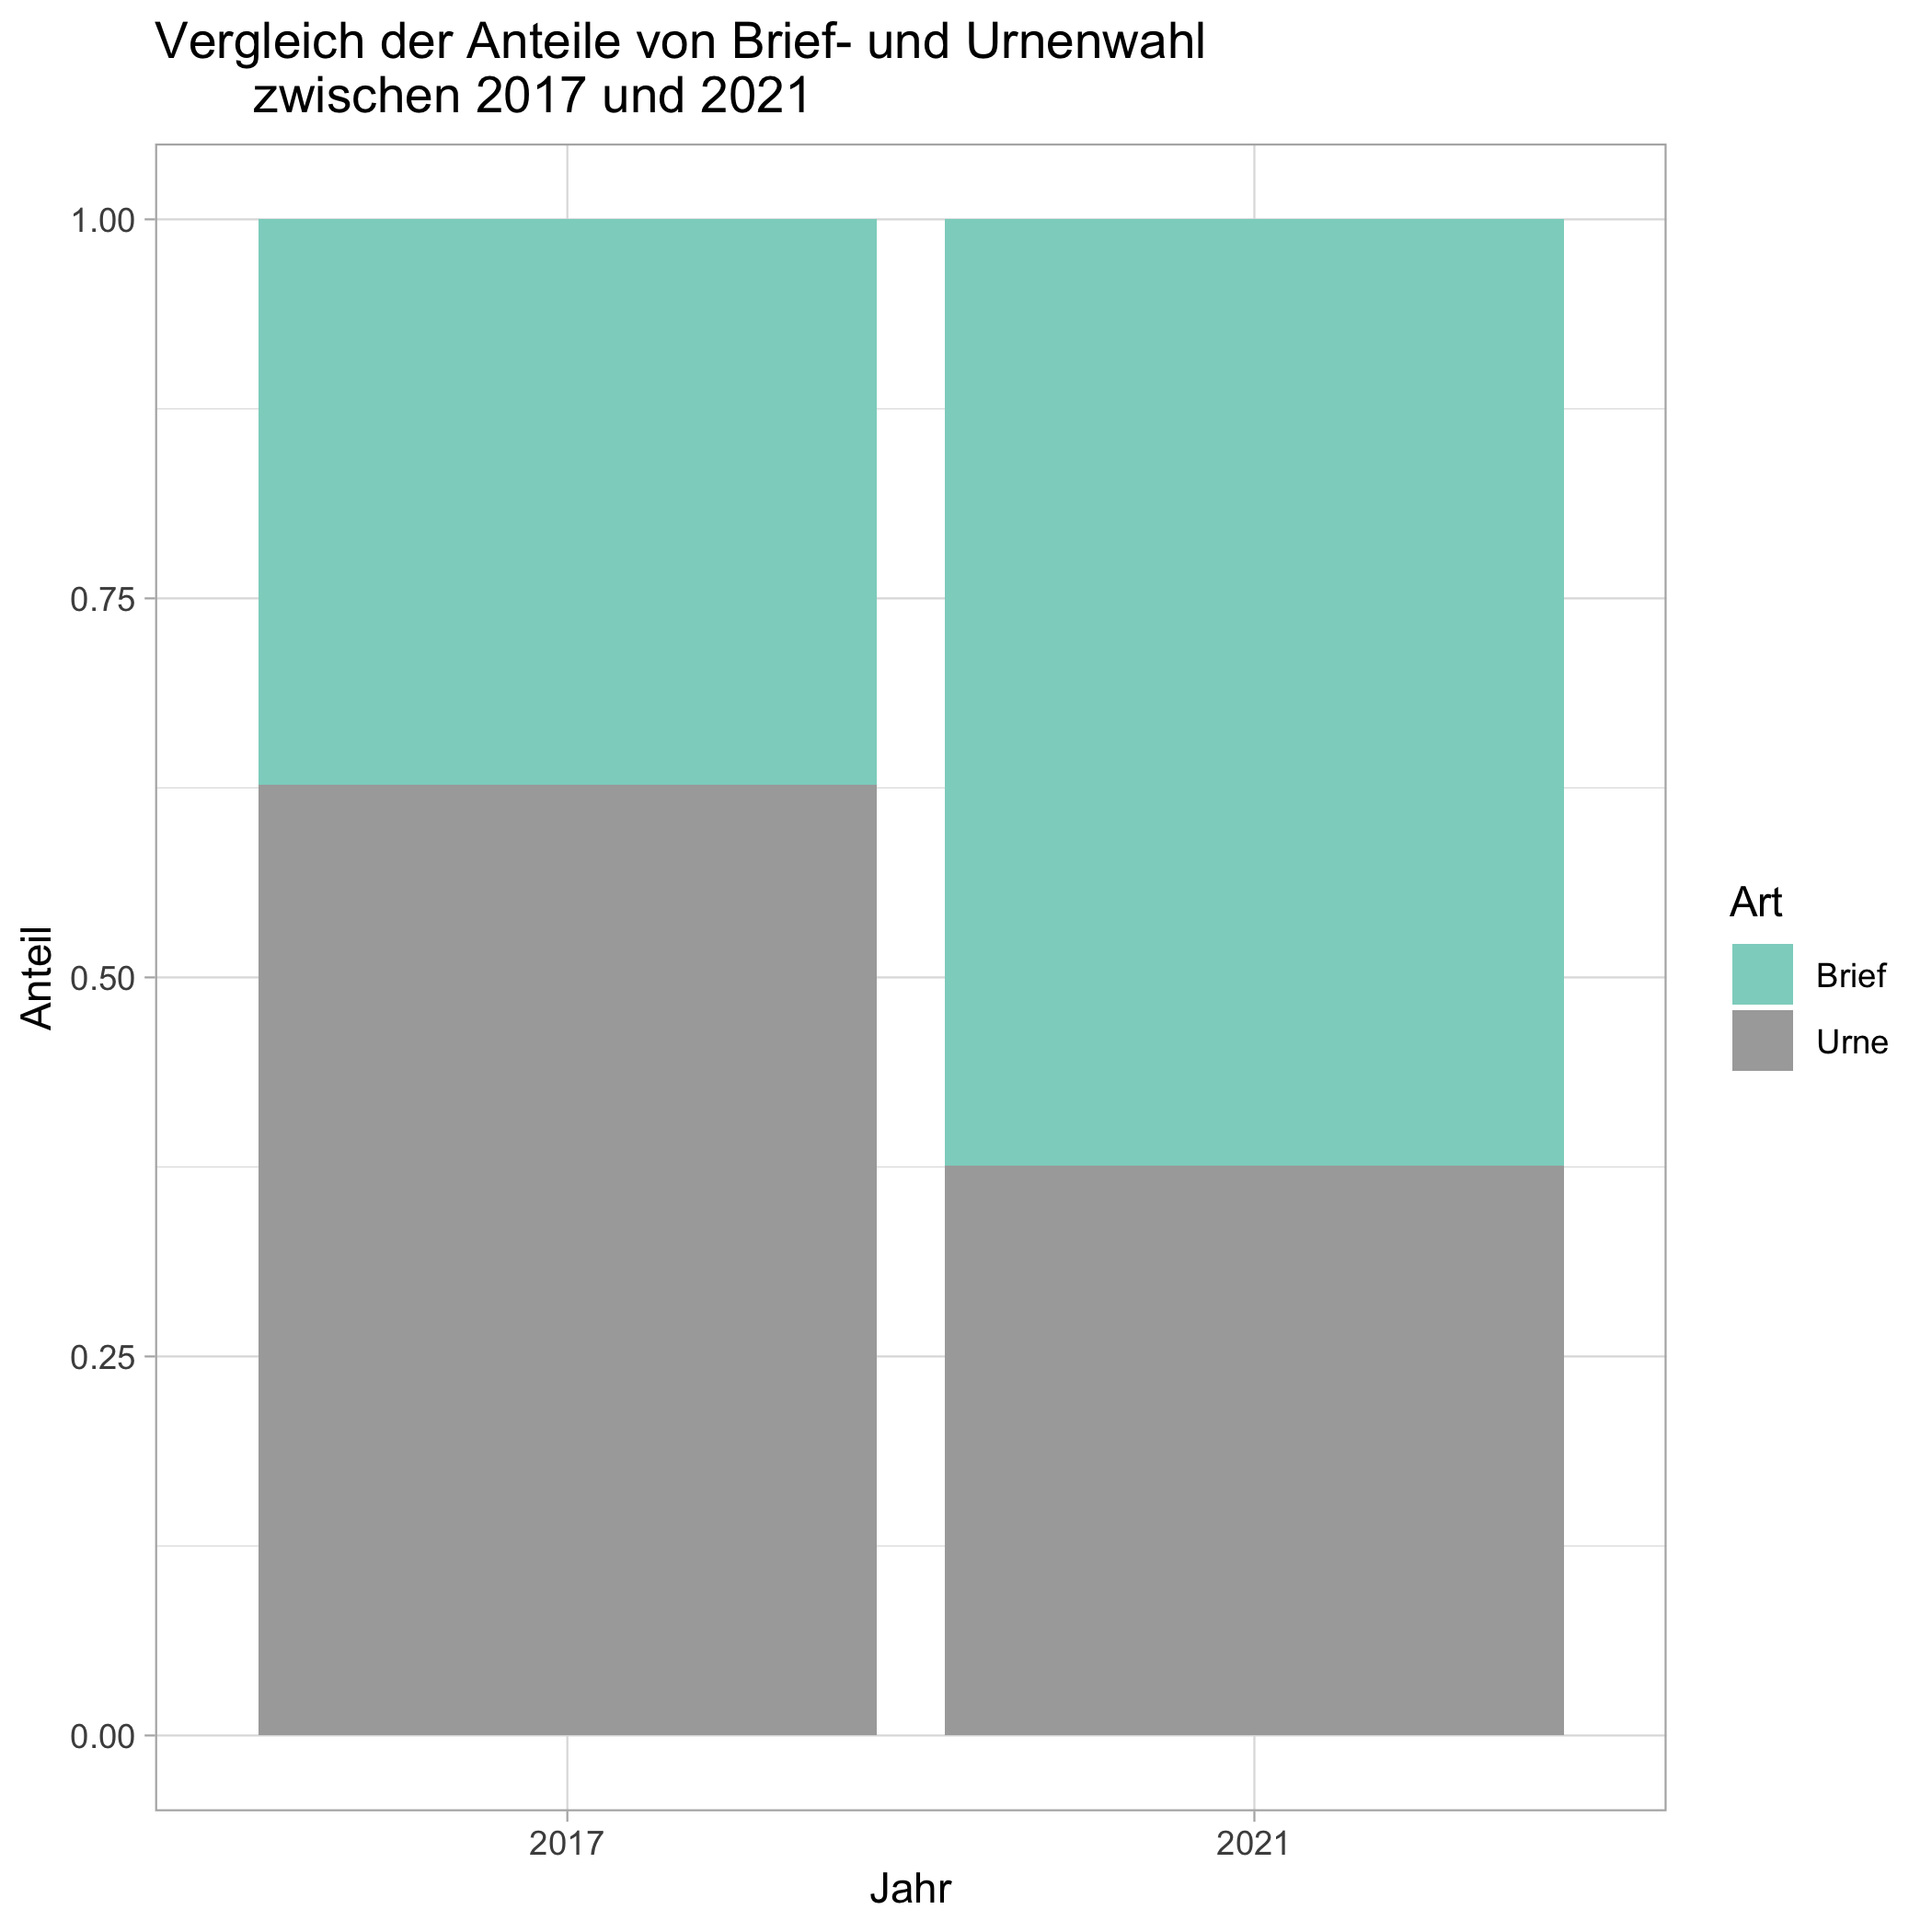 Vergleich der Anteile von Brief- und Urnenwahl
zwischen 2017 und 2021
1.00
0.75
0.50
0.25
0.00
Anteil
2017
2021
Jahr
Art
Brief
Urne